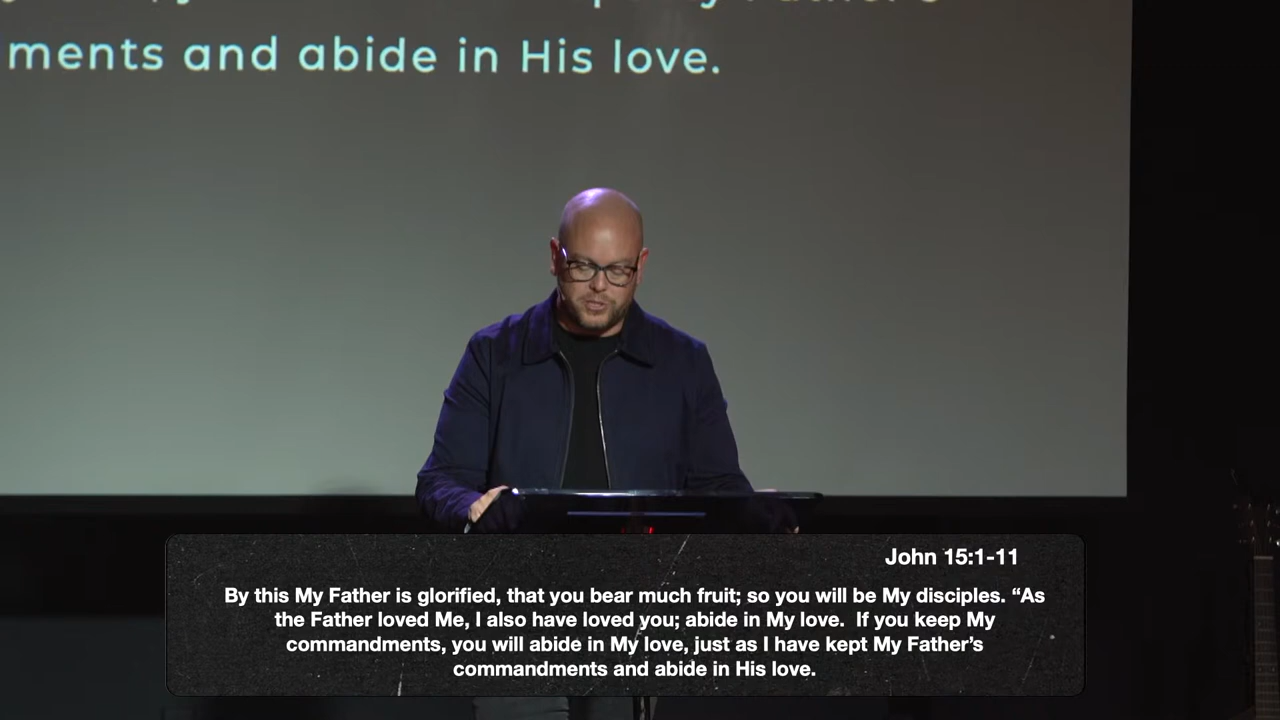 ments and abide in His love.
John 15:1-11
By this My Father is glorified, that you bear much fruit; so you will be My disciples. “As
the Father loved Me, I also have loved you; abide in My love.  If you keep My
commandments, you will abide in My love, just as I have kept My Father’s
commandments and abide in His love.